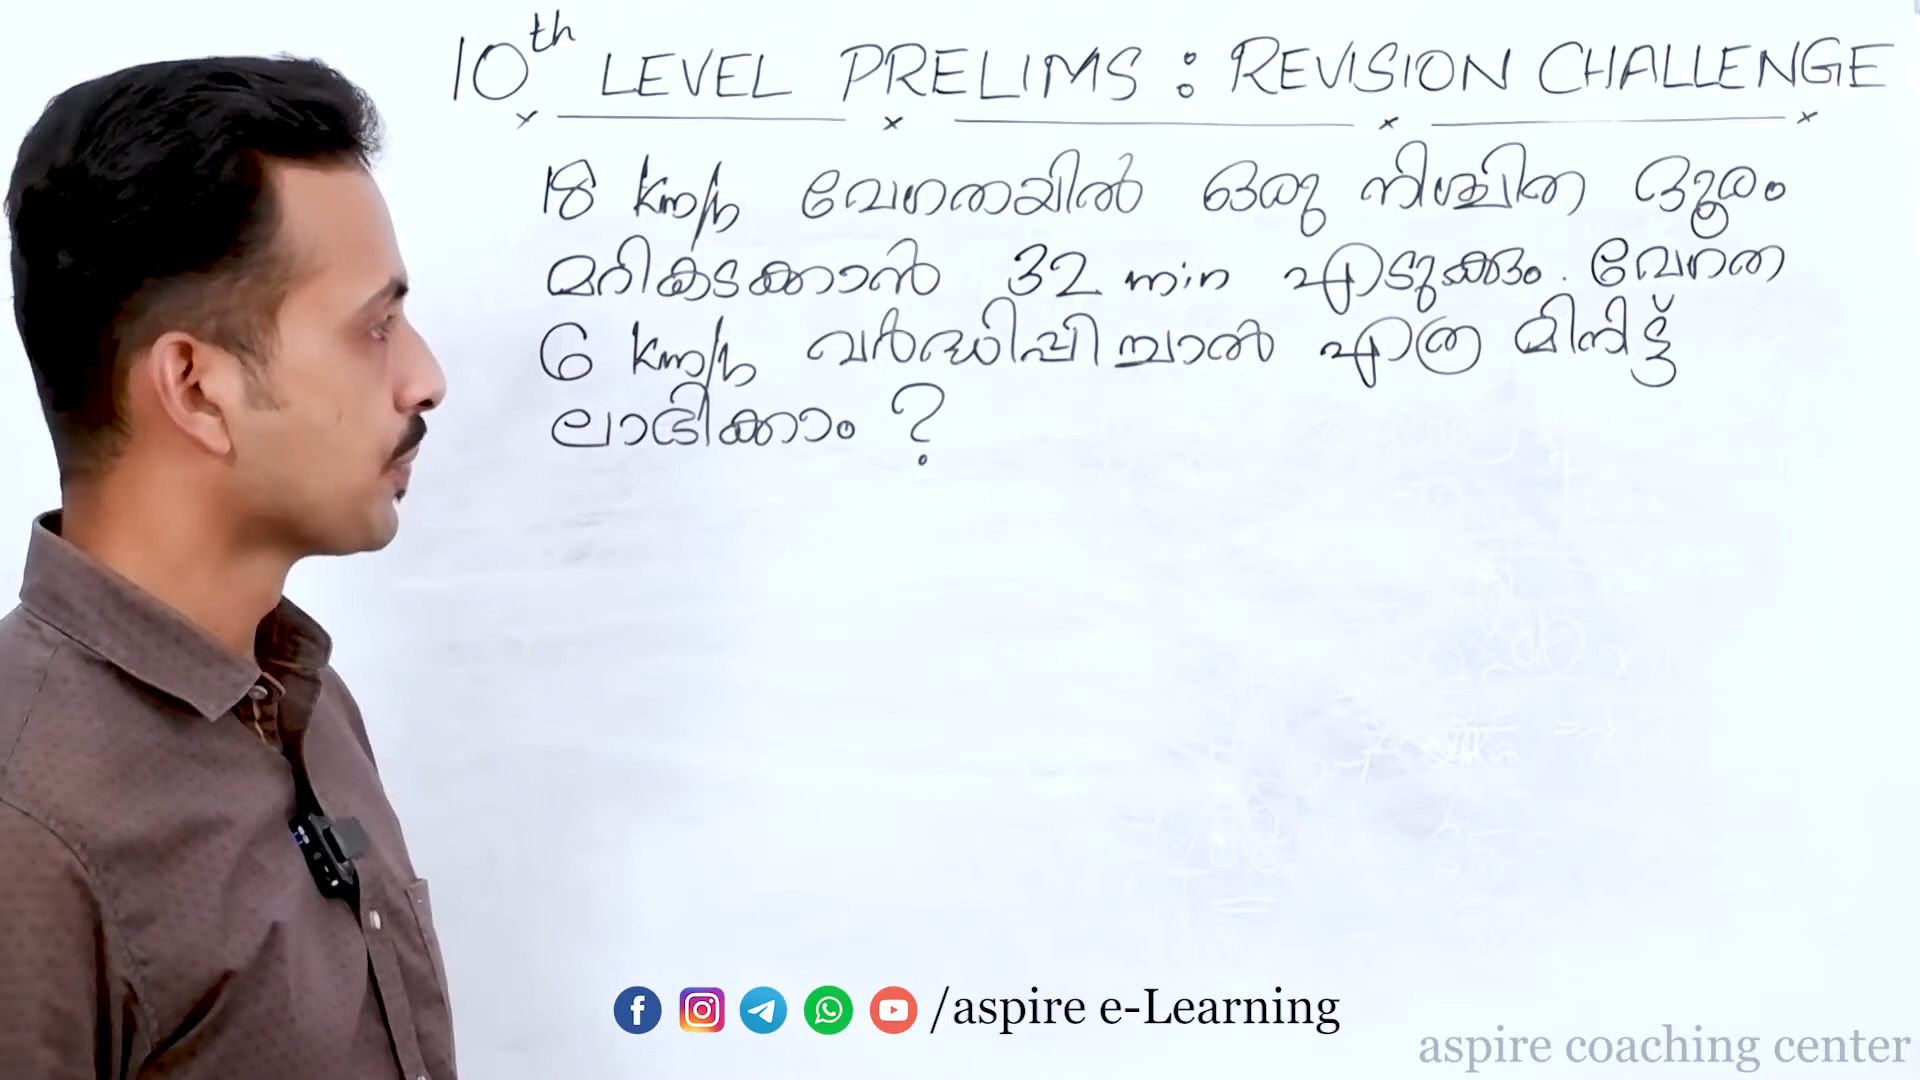 10th LEVEL PRELIMS : REVISION CHALLENGE
18 km/h വേഗതയിൽ ഒരു നിശ്ചിത ദൂരം
മറികടക്കാൻ 32 min എടുക്കും. വേഗത
6 km/h വർദ്ധിപ്പിച്ചാൽ എത്ര മിനിട്ട്
ലാഭിക്കാം ?
/aspire e-Learning
aspire coaching center